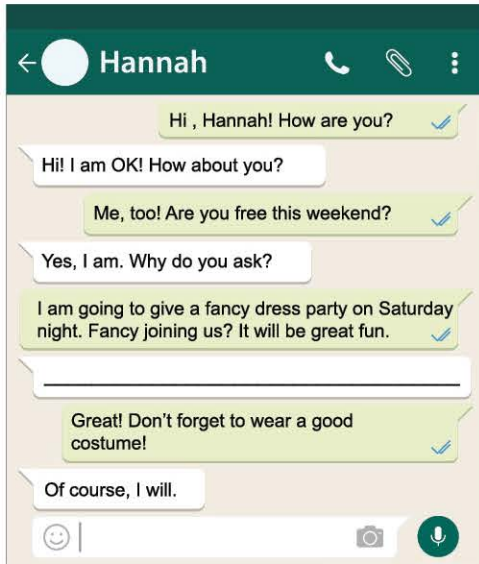 Hannah
Hi , Hannah! How are you?
Hi! I am OK! How about you?
Me, too! Are you free this weekend?
Yes, I am. Why do you ask?
I am going to give a fancy dress party on Saturday
night. Fancy joining us? It will be great fun.
Great! Don’t forget to wear a good
costume!
Of course, I will.